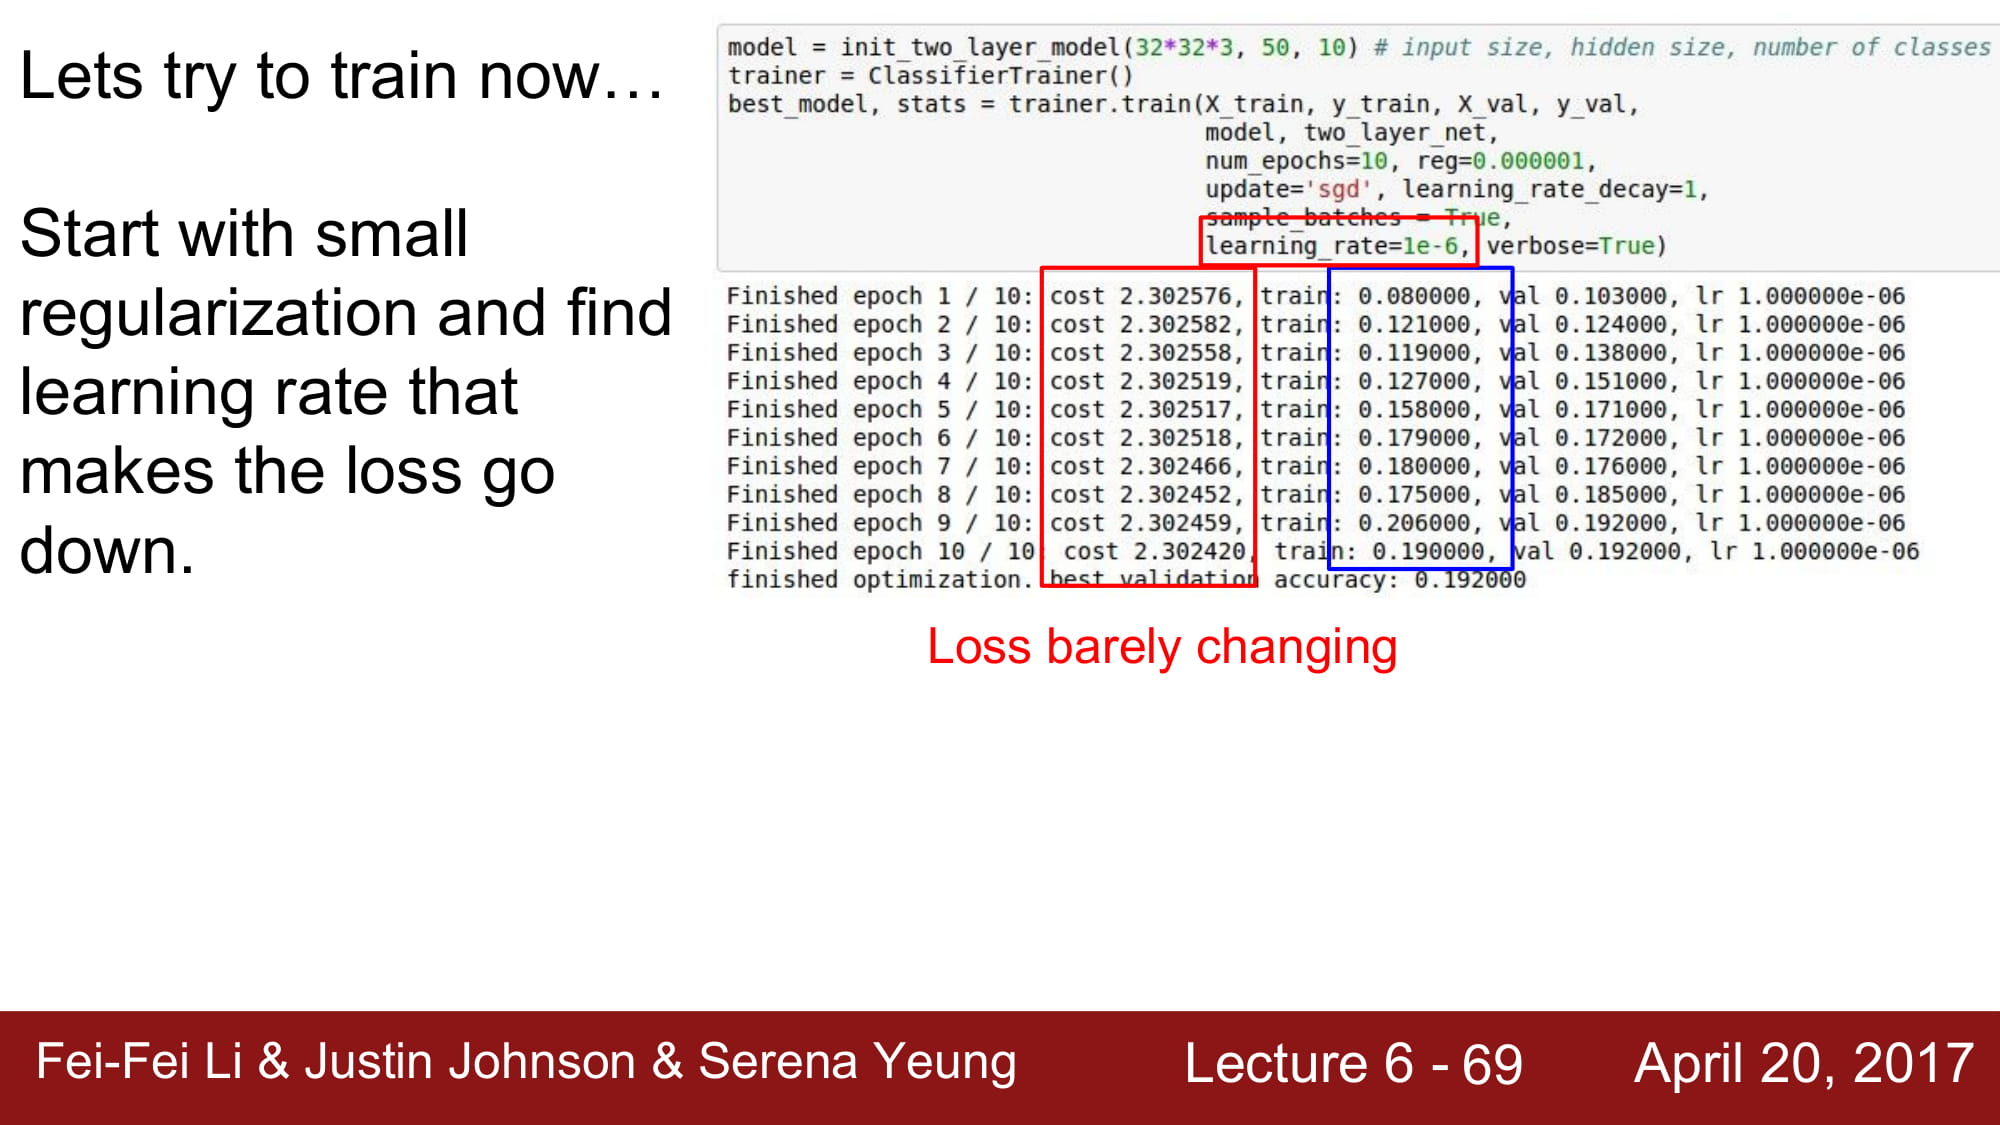 Lets try to train now…
Start with small
regularization and find
learning rate that
makes the loss go
down.
model = init_two_layer_model(32*32*3, 50, 10) # input size, hidden size, number of classes
trainer = ClassifierTrainer()
best_model, stats = trainer.train(X_train, y_train, X_val, y_val,
model, two_layer_net,
num_epochs=10, reg=0.000001,
update='sgd', learning_rate_decay=1,
sample_batches = True,
learning_rate=1e-6, verbose=True)
Finished epoch 1 / 10: cost 2.302576, train: 0.080000, val 0.103000, lr 1.000000e-06
Finished epoch 2 / 10: cost 2.302582, train: 0.121000, val 0.124000, lr 1.000000e-06
Finished epoch 3 / 10: cost 2.302558, train: 0.119000, val 0.138000, lr 1.000000e-06
Finished epoch 4 / 10: cost 2.302519, train: 0.127000, val 0.151000, lr 1.000000e-06
Finished epoch 5 / 10: cost 2.302517, train: 0.158000, val 0.171000, lr 1.000000e-06
Finished epoch 6 / 10: cost 2.302518, train: 0.179000, val 0.172000, lr 1.000000e-06
Finished epoch 7 / 10: cost 2.302466, train: 0.180000, val 0.176000, lr 1.000000e-06
Finished epoch 8 / 10: cost 2.302452, train: 0.175000, val 0.185000, lr 1.000000e-06
Finished epoch 9 / 10: cost 2.302459, train: 0.206000, val 0.192000, lr 1.000000e-06
Finished epoch 10 / 10: cost 2.302420, train: 0.190000, val 0.192000, lr 1.000000e-06
finished optimization. best validation accuracy: 0.192000
Loss barely changing
Fei-Fei Li & Justin Johnson & Serena Yeung
Lecture 6 - 69
April 20, 2017